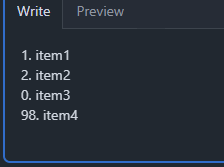 Write Preview
1. item1
2. item2
0. item3
98. item4